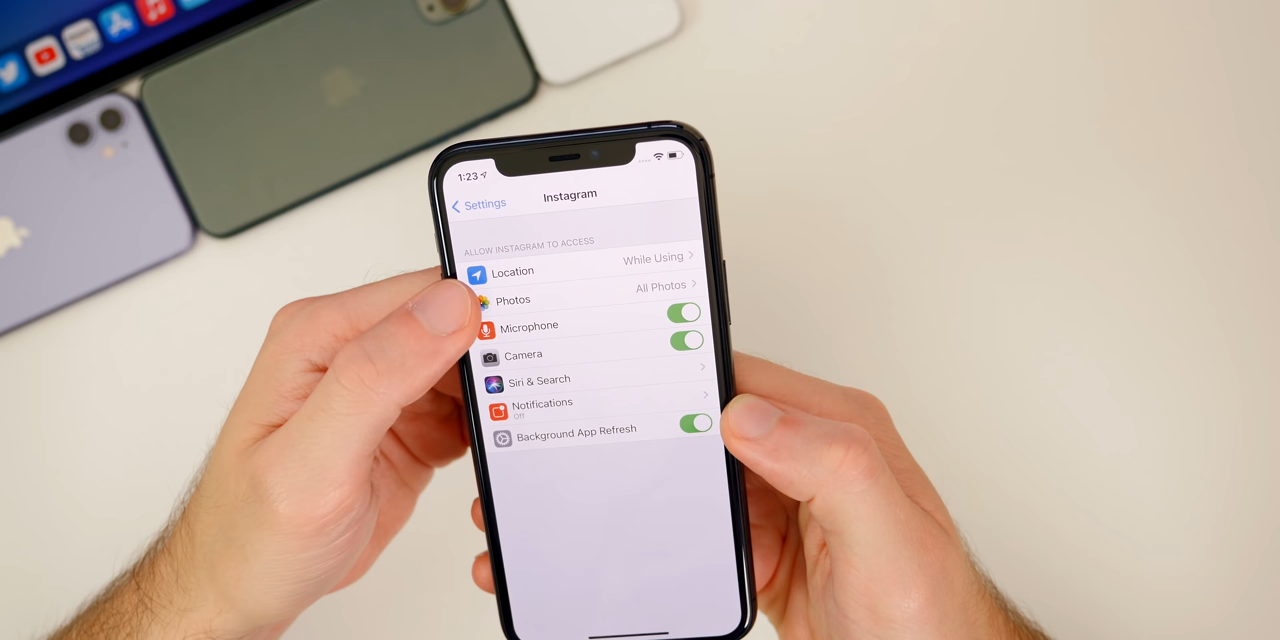 1:23
Settings
Instagram
ALLOW INSTAGRAM TO ACCESS
Location While Using
Photos All Photos
Microphone
Camera
Siri & Search
Notifications
Off
Background App Refresh